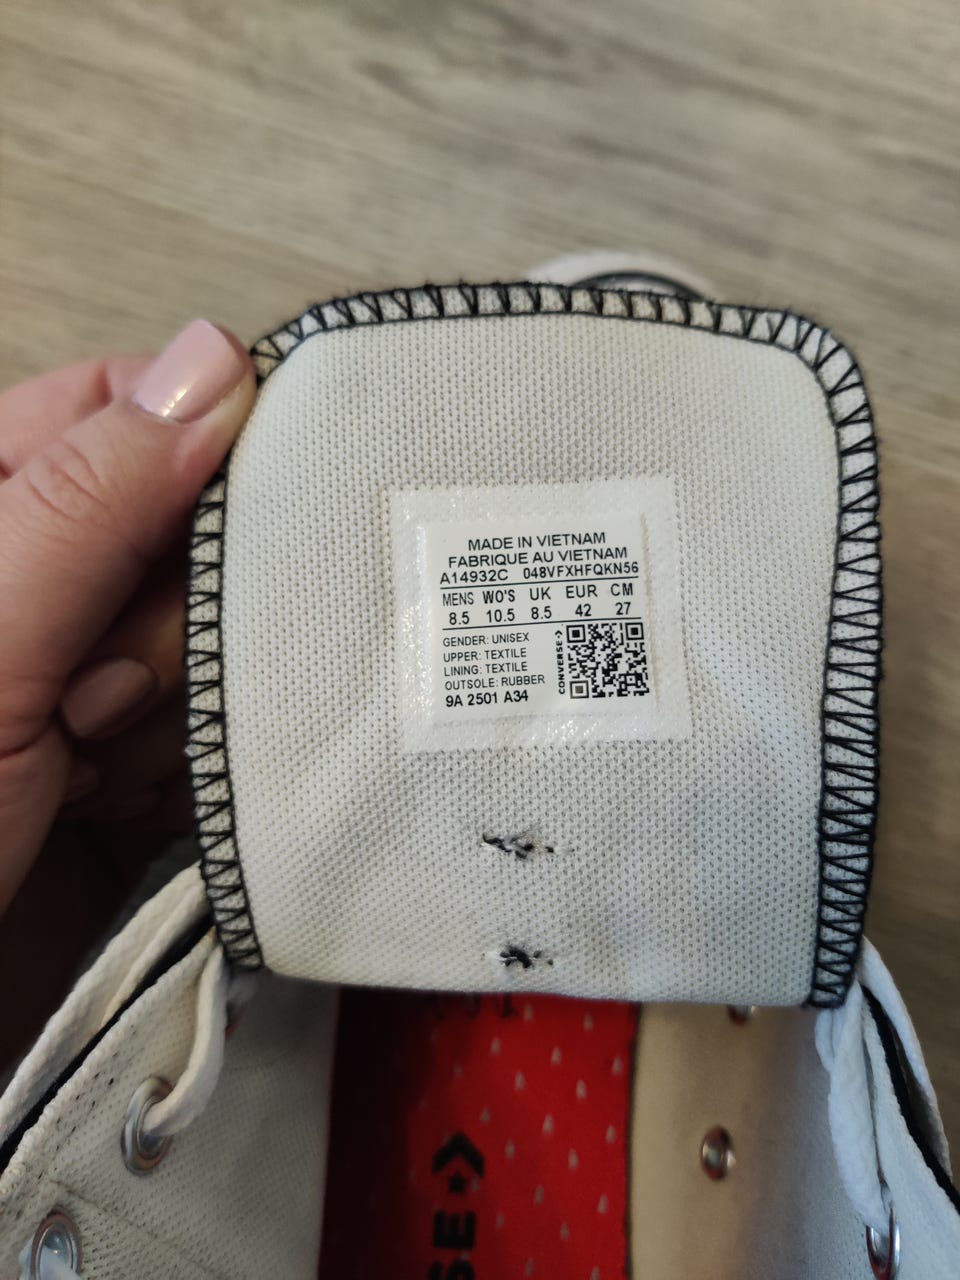 MADE IN VIETNAM
FABRIQUE AU VIETNAM
A14932C 048VFXHFQKN56
MENS WO'S UK EUR CM
8.5 10.5 8.5 42 27
GENDER: UNISEX
UPPER: TEXTILE
LINING: TEXTILE
OUTSOLE: RUBBER
9A 2501 A34
CONVERSE
SE